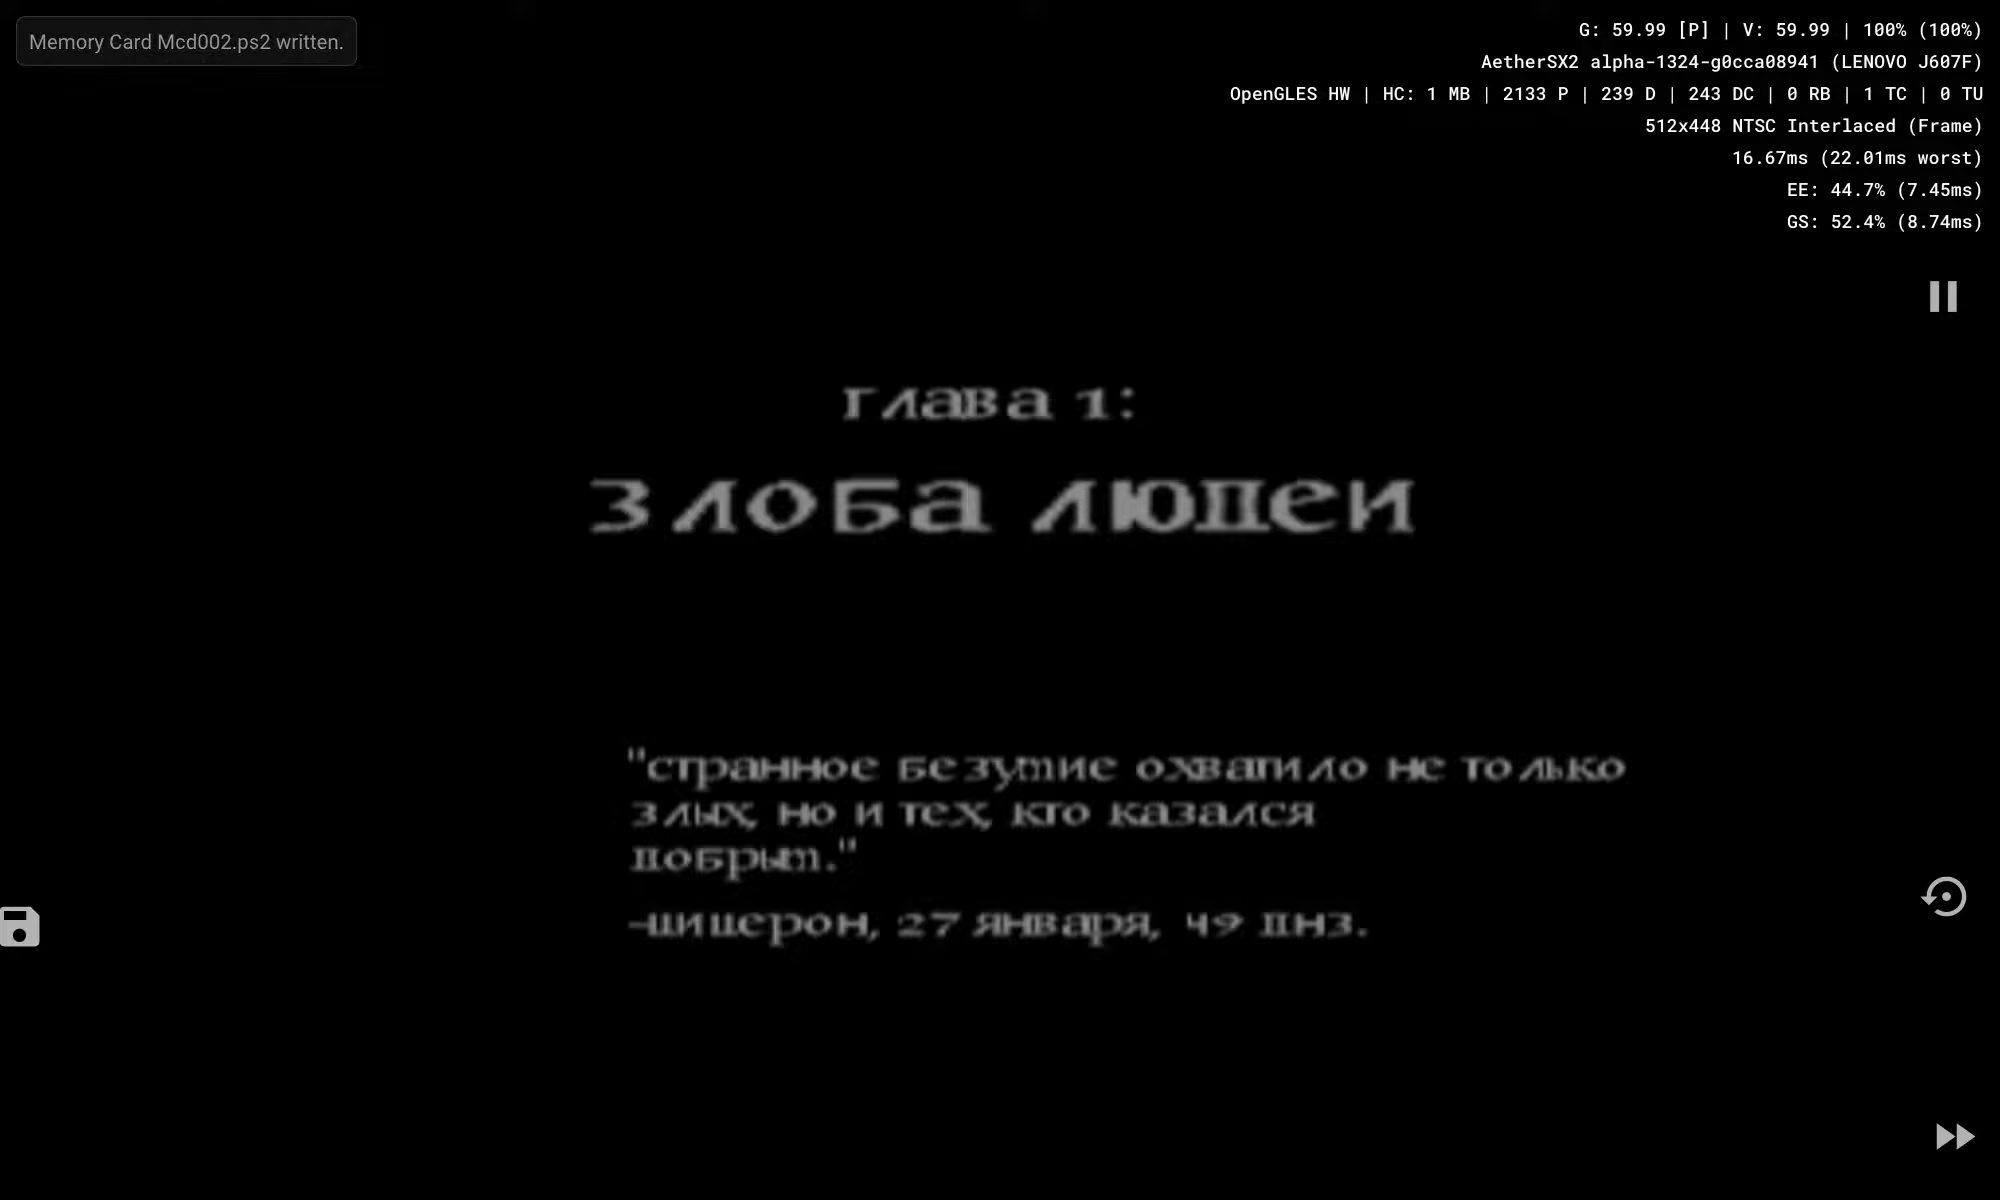 Memory Card Mcd002.ps2 written.
G: 59.99 [P] | V: 59.99 | 100% (100%)
AetherSX2 alpha-1324-g0cca08941 (LENOVO J607F)
OpenGLES HW | HC: 1 MB | 2133 P | 239 D | 243 DC | 0 RB | 1 TC | 0 TU
512x448 NTSC Interlaced (Frame)
16.67ms (22.01ms worst)
EE: 44.7% (7.45ms)
GS: 52.4% (8.74ms)
глава 1:
злоба людеи
"странное безумие охватило не только
злых, но и тех, кто казался
добрым."
-цицерон, 27 января, 49 днэ.